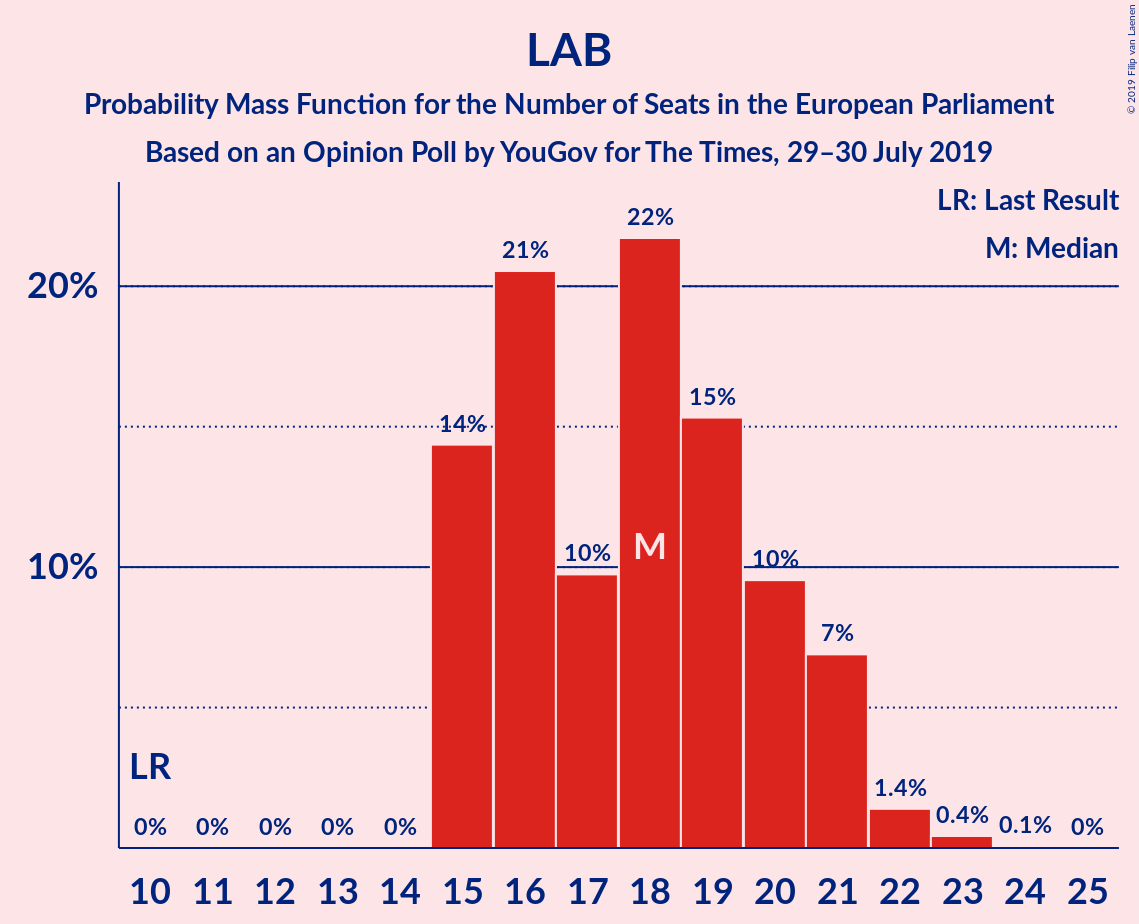 LAB
Probability Mass Function for the Number of Seats in the European Parliament
Based on an Opinion Poll by YouGov for The Times, 29–30 July 2019
© 2019 Filip van Laenen
LR: Last Result
M: Median
22%
21%
20%
15%
14%
10%
10%
10%
M
7%
LR
1.4%
0.4%
0% 0% 0% 0% 0% 0.1% 0%
10 11 12 13 14 15 16 17 18 19 20 21 22 23 24 25